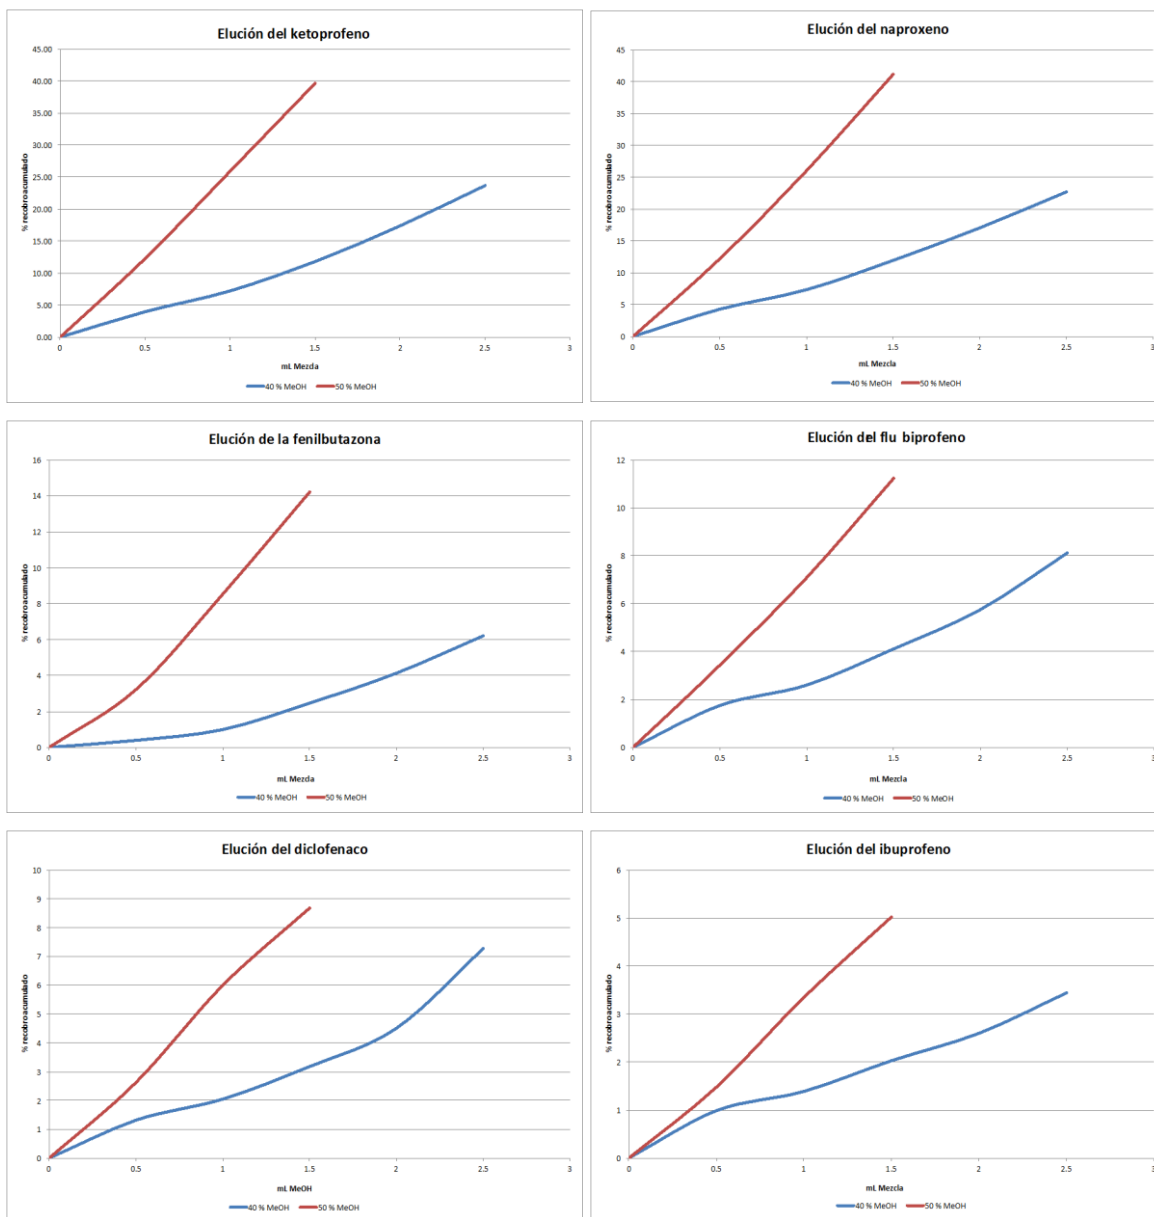 Elución del ketoprofeno
45.00
40.00
35.00
30.00
25.00
20.00
15.00
10.00
5.00
0.00
% recobro acumulado
0 0.5 1 1.5 2 2.5 3
mL Mezcla
40 % MeOH 50 % MeOH
Elución del naproxeno
45
40
35
30
25
20
15
10
5
0
% recobro acumulado
0 0.5 1 1.5 2 2.5 3
mL Mezcla
40 % MeOH 50 % MeOH
Elución de la fenilbutazona
16
14
12
10
8
6
4
2
0
% recobro acumulado
0 0.5 1 1.5 2 2.5 3
mL Mezcla
40 % MeOH 50 % MeOH
Elución del flu biprofeno
12
10
8
6
4
2
0
% recobro acumulado
0 0.5 1 1.5 2 2.5 3
mL Mezcla
40 % MeOH 50 % MeOH
Elución del diclofenaco
10
9
8
7
6
5
4
3
2
1
0
% recobro acumulado
0 0.5 1 1.5 2 2.5 3
mL MeOH
40 % MeOH 50 % MeOH
Elución del ibuprofeno
6
5
4
3
2
1
0
% recobro acumulado
0 0.5 1 1.5 2 2.5 3
mL Mezcla
40 % MeOH 50 % MeOH